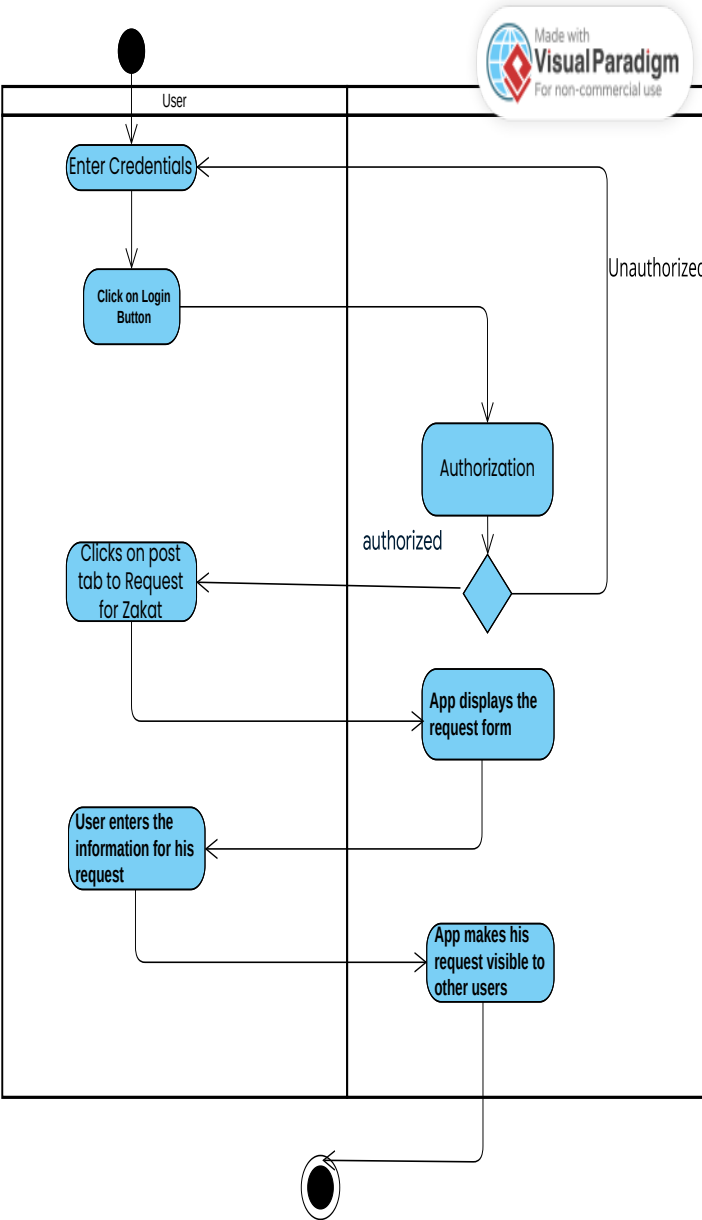 Made with
Visual Paradigm
For non-commercial use
User
Enter Credentials
Unauthorized
Click on Login
Button
Authorization
authorized
Clicks on post
tab to Request
for Zakat
App displays the
request form
User enters the
information for his
request
App makes his
request visible to
other users